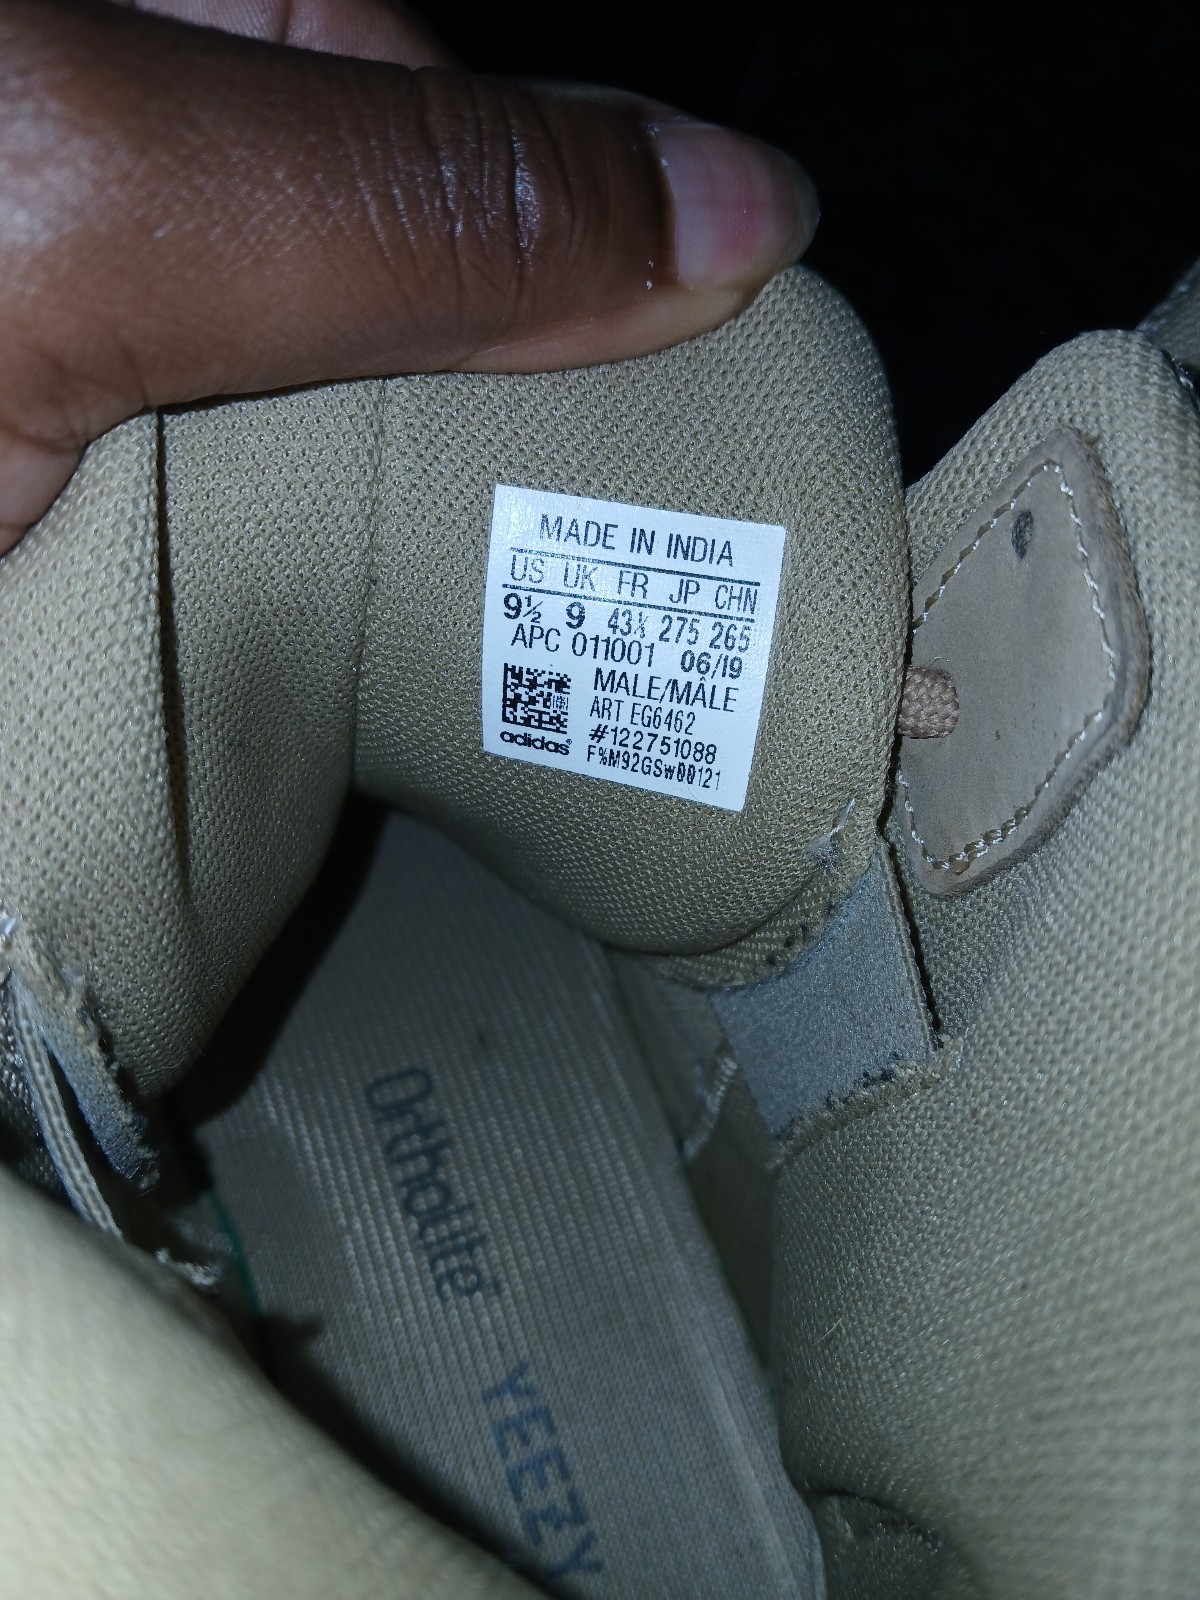 MADE IN INDIA
US UK FR JP CHN
9½ 9 43⅓ 275 265
APC 011001 06/19
MALE/MÂLE
ART EG6462
#122751088
adidas
F%M92GSw00121
Ortholite
YEEZY